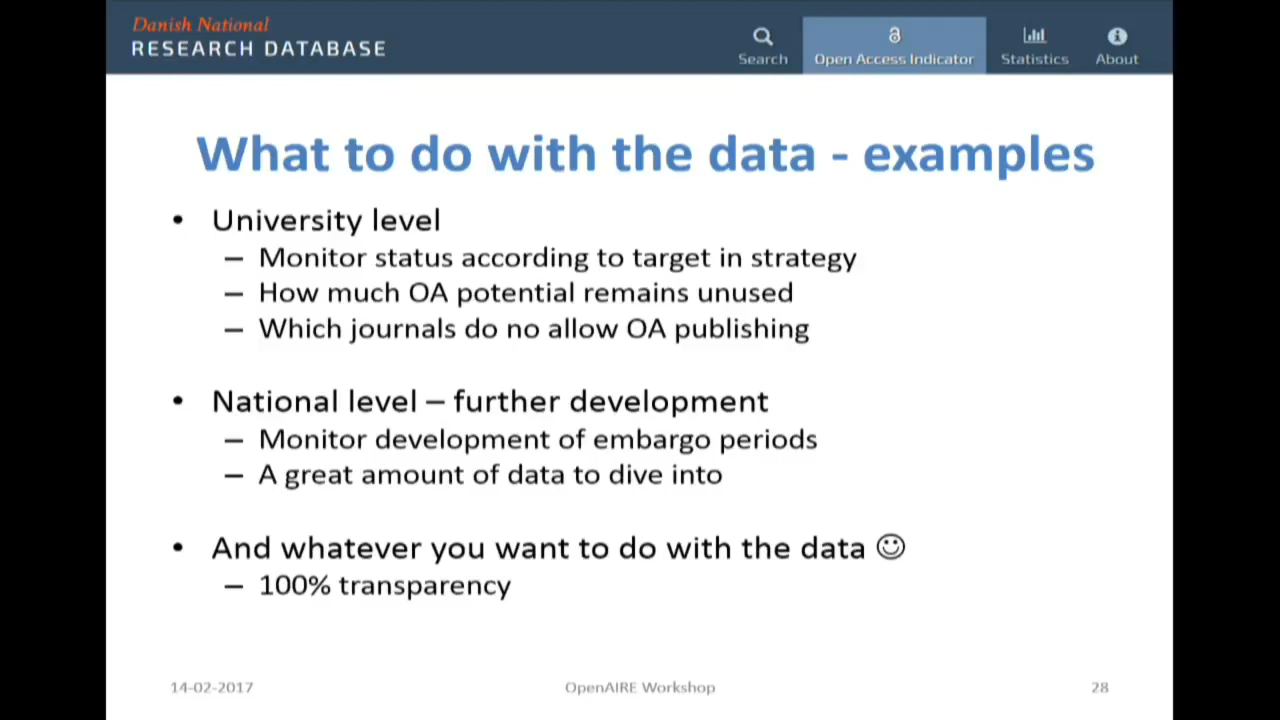 Danish National
RESEARCH DATABASE
Search
Open Access Indicator
Statistics
About
What to do with the data - examples
• University level
– Monitor status according to target in strategy
– How much OA potential remains unused
– Which journals do no allow OA publishing
• National level – further development
– Monitor development of embargo periods
– A great amount of data to dive into
• And whatever you want to do with the data ☺
– 100% transparency
14-02-2017
OpenAIRE Workshop
28